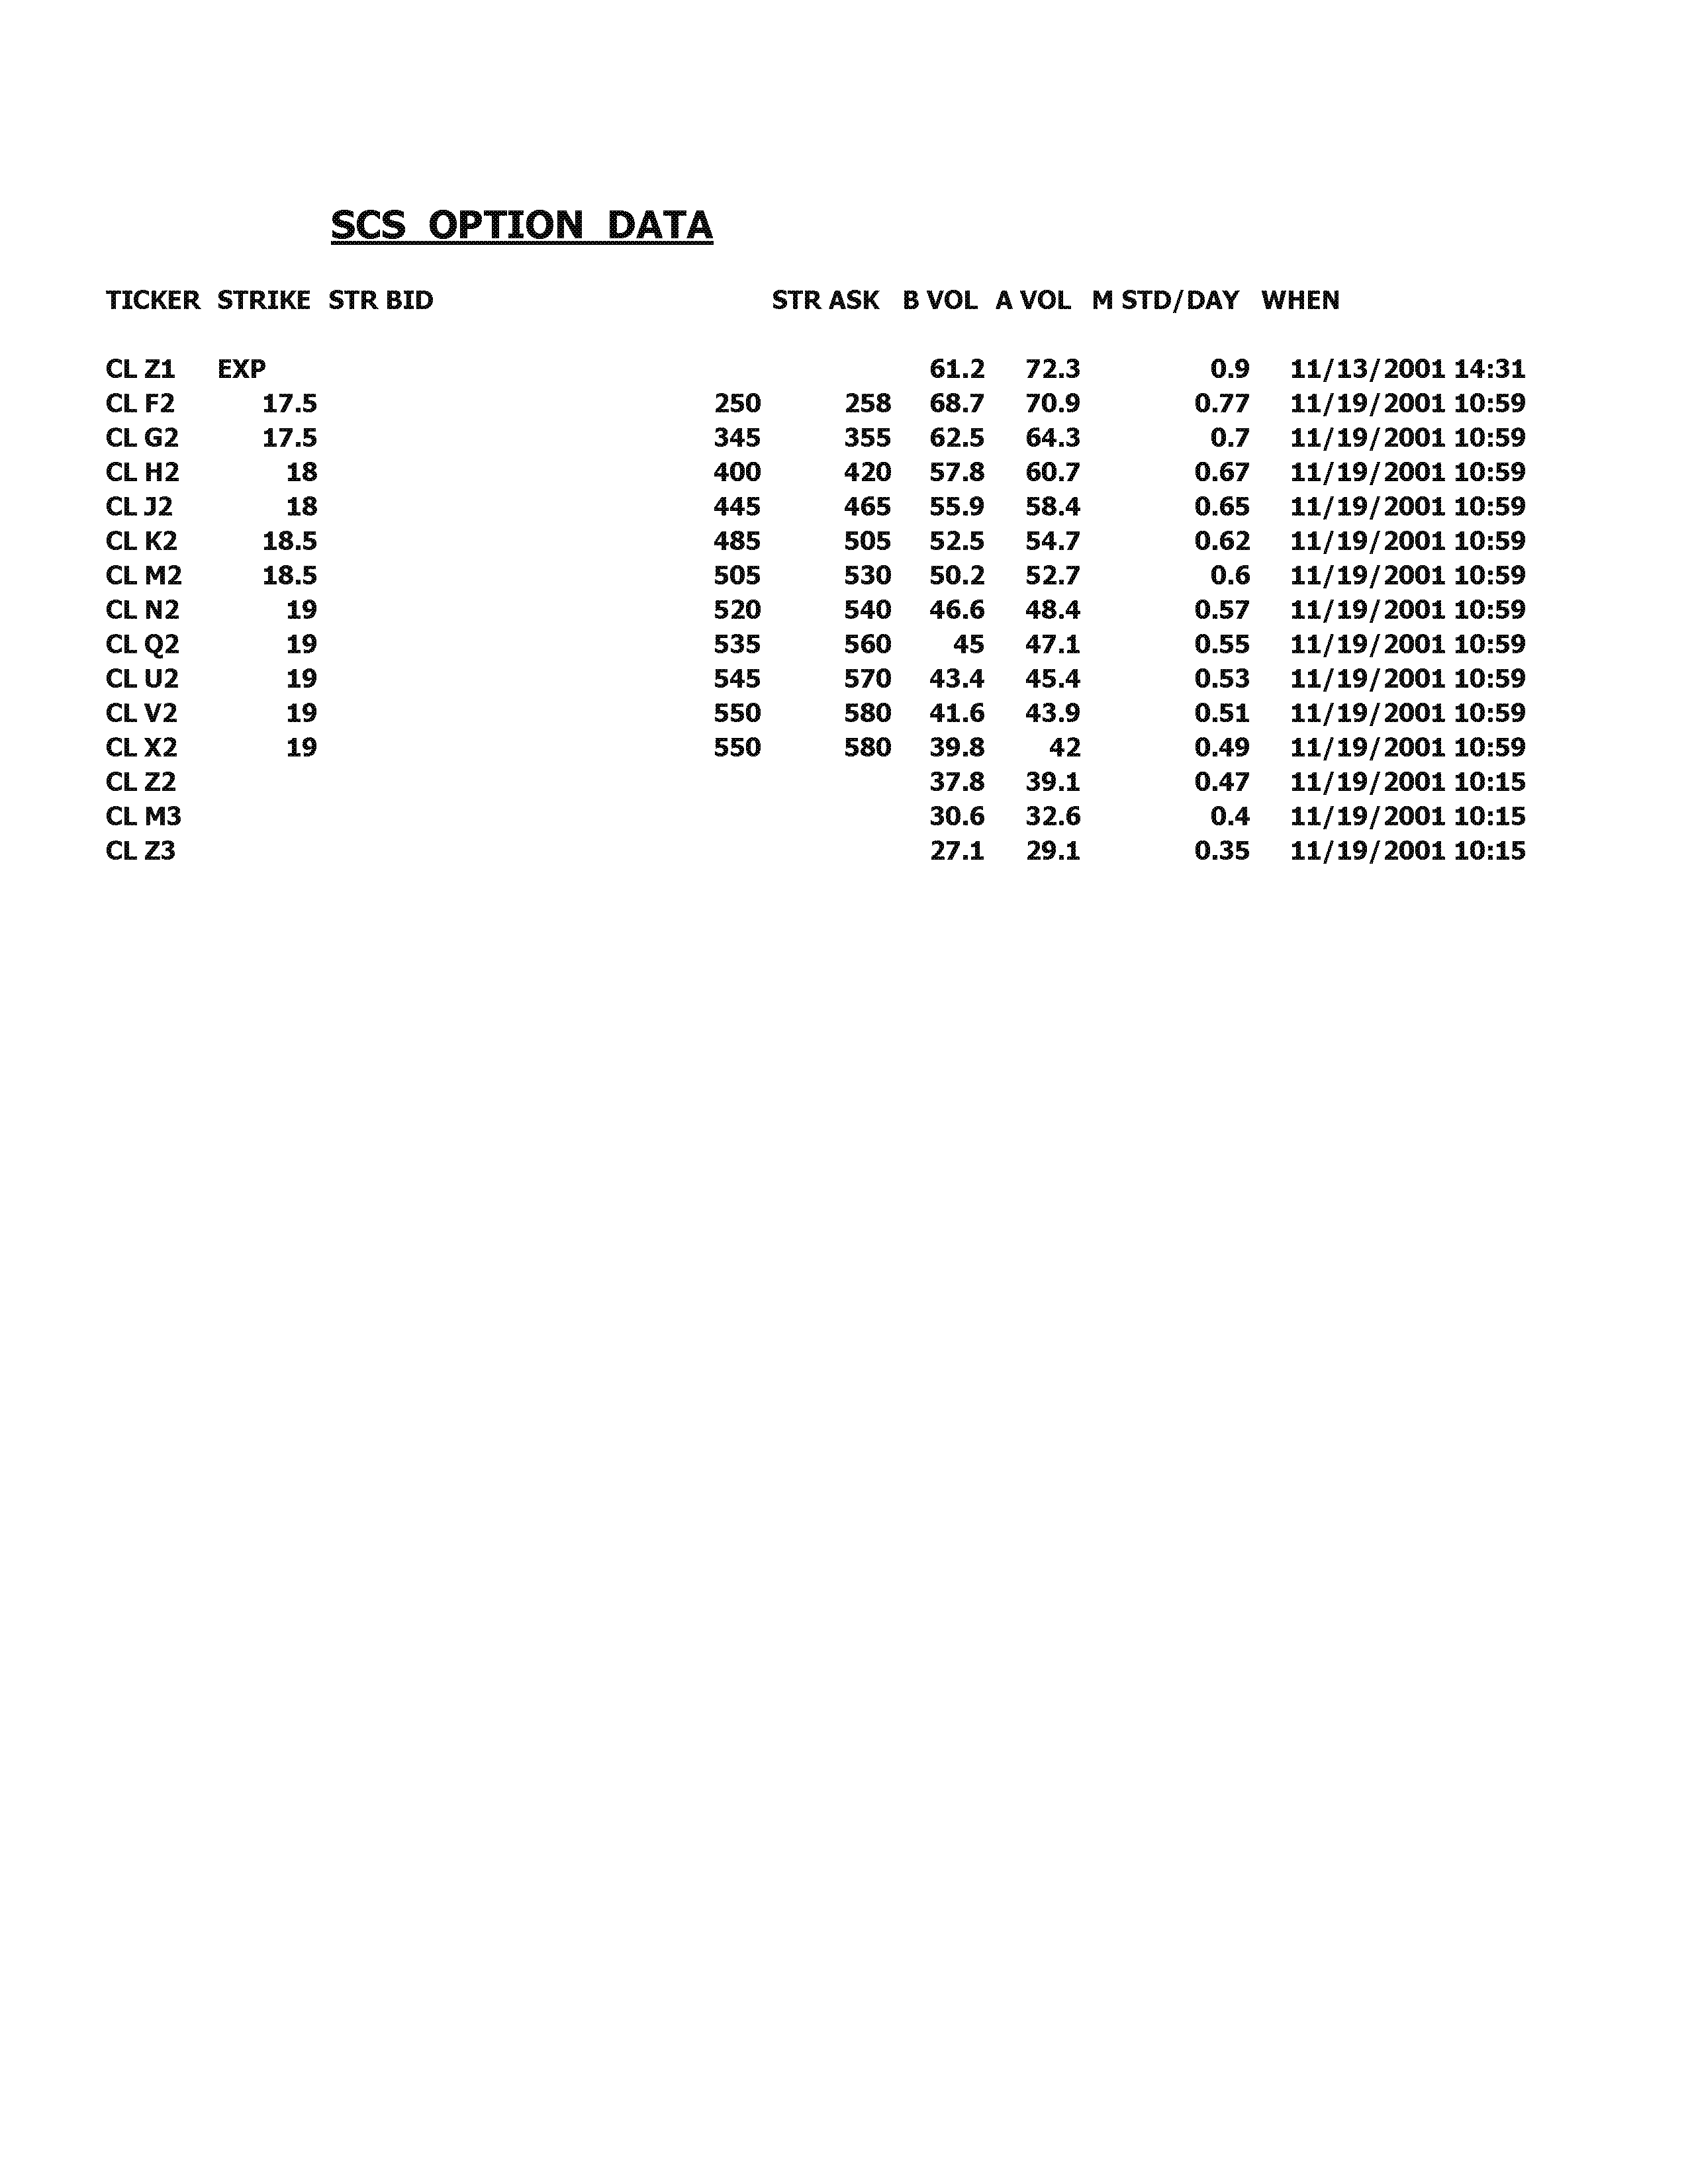 SCS OPTION DATA
TICKER STRIKE STR BID STR ASK B VOL A VOL M STD/DAY WHEN
CL Z1 EXP 61.2 72.3 0.9 11/13/2001 14:31
CL F2 17.5 250 258 68.7 70.9 0.77 11/19/2001 10:59
CL G2 17.5 345 355 62.5 64.3 0.7 11/19/2001 10:59
CL H2 18 400 420 57.8 60.7 0.67 11/19/2001 10:59
CL J2 18 445 465 55.9 58.4 0.65 11/19/2001 10:59
CL K2 18.5 485 505 52.5 54.7 0.62 11/19/2001 10:59
CL M2 18.5 505 530 50.2 52.7 0.6 11/19/2001 10:59
CL N2 19 520 540 46.6 48.4 0.57 11/19/2001 10:59
CL Q2 19 535 560 45 47.1 0.55 11/19/2001 10:59
CL U2 19 545 570 43.4 45.4 0.53 11/19/2001 10:59
CL V2 19 550 580 41.6 43.9 0.51 11/19/2001 10:59
CL X2 19 550 580 39.8 42 0.49 11/19/2001 10:59
CL Z2 37.8 39.1 0.47 11/19/2001 10:15
CL M3 30.6 32.6 0.4 11/19/2001 10:15
CL Z3 27.1 29.1 0.35 11/19/2001 10:15